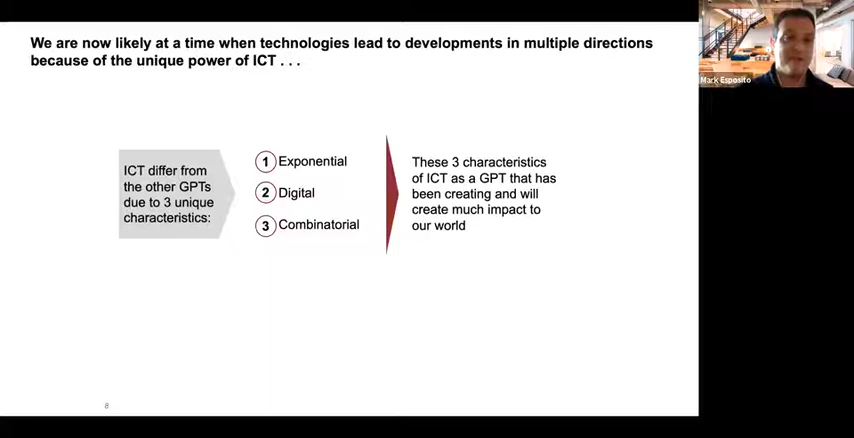 We are now likely at a time when technologies lead to developments in multiple directions
because of the unique power of ICT . . .
ICT differ from
the other GPTs
due to 3 unique
characteristics:
1 Exponential
2 Digital
3 Combinatorial
These 3 characteristics
of ICT as a GPT that has
been creating and will
create much impact to
our world
8
Mark Esposito